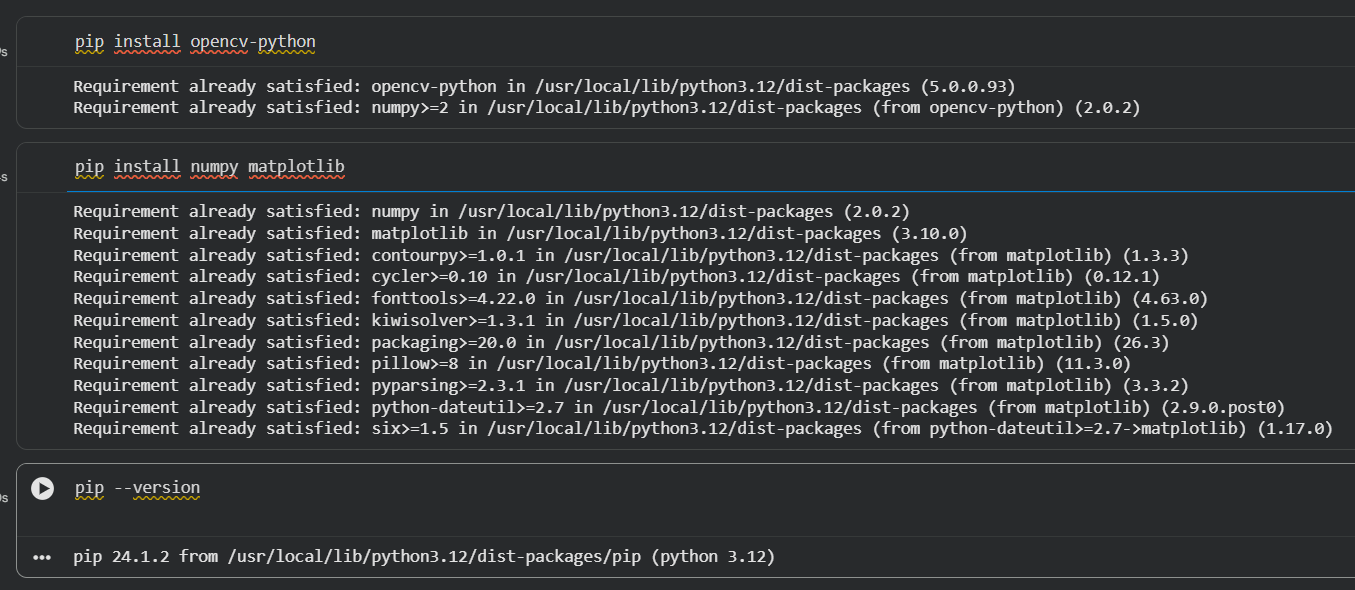 pip install opencv-python
Requirement already satisfied: opencv-python in /usr/local/lib/python3.12/dist-packages (5.0.0.93)
Requirement already satisfied: numpy>=2 in /usr/local/lib/python3.12/dist-packages (from opencv-python) (2.0.2)
pip install numpy matplotlib
Requirement already satisfied: numpy in /usr/local/lib/python3.12/dist-packages (2.0.2)
Requirement already satisfied: matplotlib in /usr/local/lib/python3.12/dist-packages (3.10.0)
Requirement already satisfied: contourpy>=1.0.1 in /usr/local/lib/python3.12/dist-packages (from matplotlib) (1.3.3)
Requirement already satisfied: cycler>=0.10 in /usr/local/lib/python3.12/dist-packages (from matplotlib) (0.12.1)
Requirement already satisfied: fonttools>=4.22.0 in /usr/local/lib/python3.12/dist-packages (from matplotlib) (4.63.0)
Requirement already satisfied: kiwisolver>=1.3.1 in /usr/local/lib/python3.12/dist-packages (from matplotlib) (1.5.0)
Requirement already satisfied: packaging>=20.0 in /usr/local/lib/python3.12/dist-packages (from matplotlib) (26.3)
Requirement already satisfied: pillow>=8 in /usr/local/lib/python3.12/dist-packages (from matplotlib) (11.3.0)
Requirement already satisfied: pyparsing>=2.3.1 in /usr/local/lib/python3.12/dist-packages (from matplotlib) (3.3.2)
Requirement already satisfied: python-dateutil>=2.7 in /usr/local/lib/python3.12/dist-packages (from matplotlib) (2.9.0.post0)
Requirement already satisfied: six>=1.5 in /usr/local/lib/python3.12/dist-packages (from python-dateutil>=2.7->matplotlib) (1.17.0)
pip --version
pip 24.1.2 from /usr/local/lib/python3.12/dist-packages/pip (python 3.12)